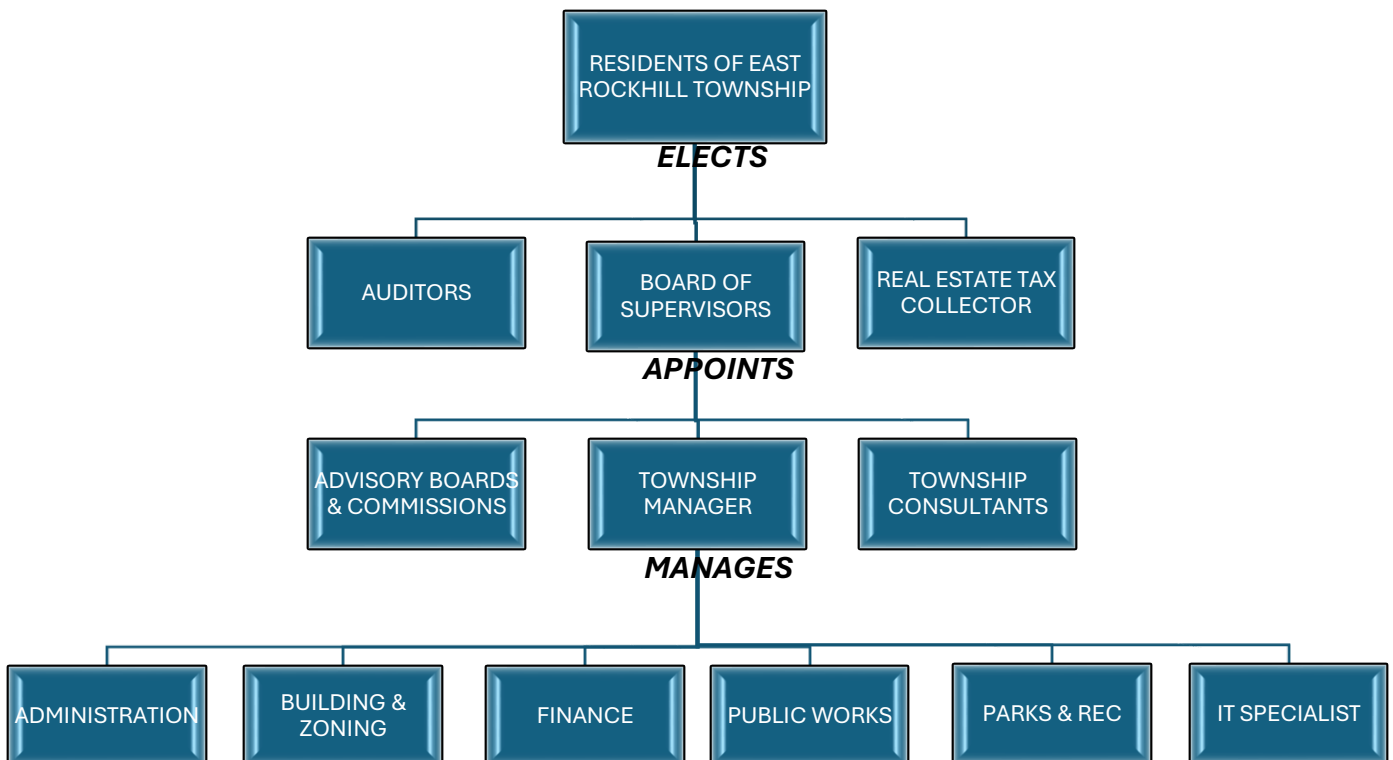 RESIDENTS OF EAST
ROCKHILL TOWNSHIP
ELECTS
AUDITORS
BOARD OF
SUPERVISORS
REAL ESTATE TAX
COLLECTOR
APPOINTS
ADVISORY BOARDS
& COMMISSIONS
TOWNSHIP
MANAGER
TOWNSHIP
CONSULTANTS
MANAGES
ADMINISTRATION
BUILDING &
ZONING
FINANCE
PUBLIC WORKS
PARKS & REC
IT SPECIALIST